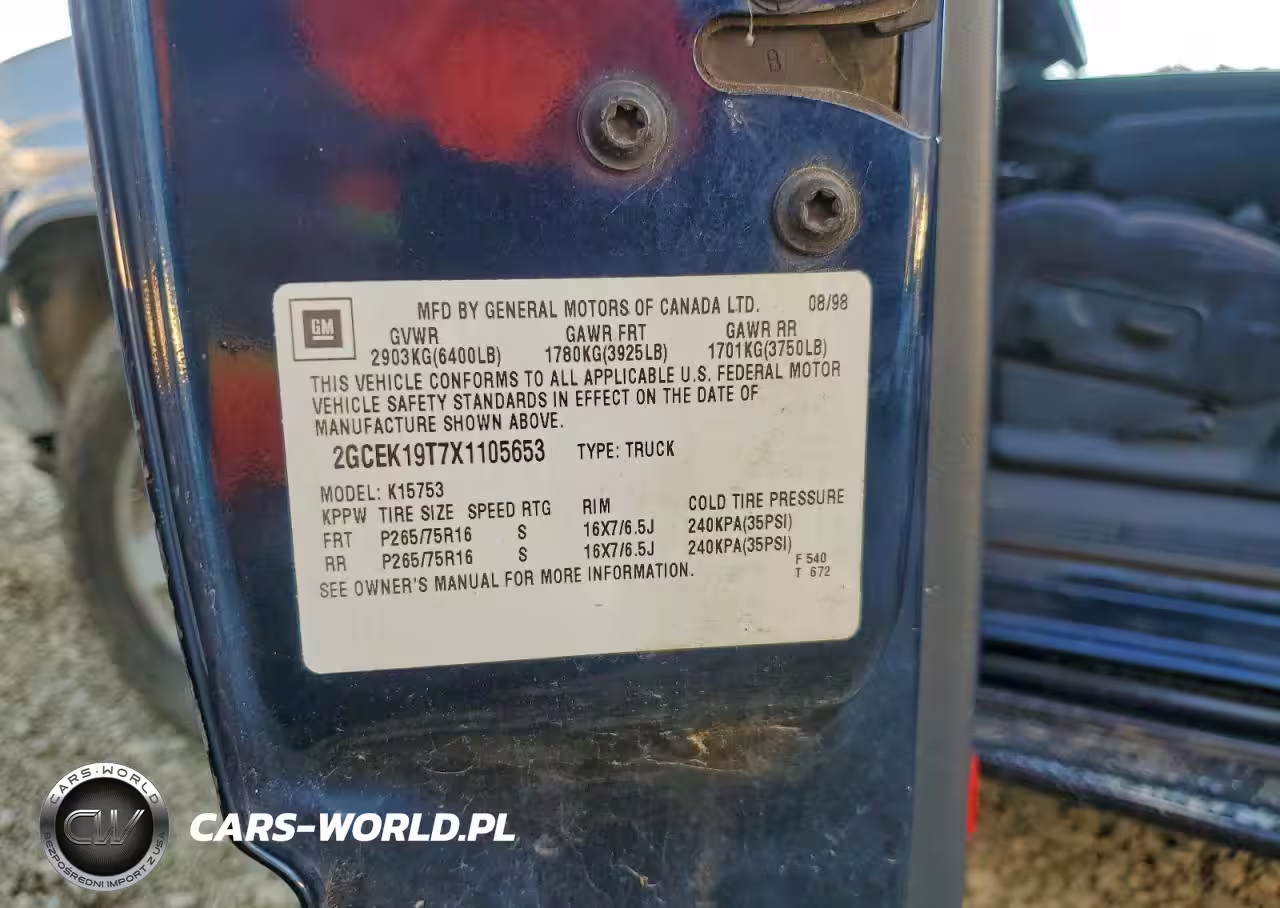 B
GM
MFD BY GENERAL MOTORS OF CANADA LTD. 08/98
GVWR GAWR FRT GAWR RR
2903KG(6400LB) 1780KG(3925LB) 1701KG(3750LB)
THIS VEHICLE CONFORMS TO ALL APPLICABLE U.S. FEDERAL MOTOR
VEHICLE SAFETY STANDARDS IN EFFECT ON THE DATE OF
MANUFACTURE SHOWN ABOVE.
2GCEK19T7X1105653 TYPE: TRUCK
MODEL: K15753
KPPW TIRE SIZE SPEED RTG RIM COLD TIRE PRESSURE
FRT P265/75R16 S 16X7/6.5J 240KPA(35PSI)
RR P265/75R16 S 16X7/6.5J 240KPA(35PSI)
SEE OWNER'S MANUAL FOR MORE INFORMATION.
F 540
T 672
CARS-WORLD
CW
BEZPOŚREDNI IMPORT Z USA
CARS-WORLD.PL